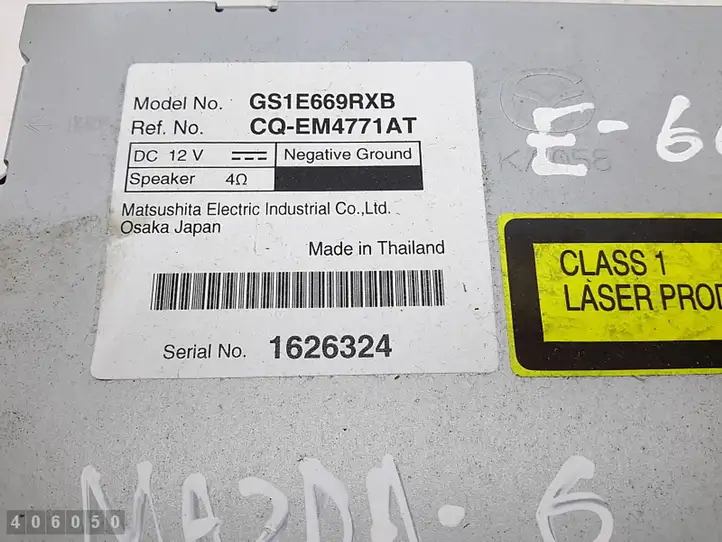 Model No. GS1E669RXB
Ref. No. CQ-EM4771AT
DC 12 V Negative Ground
Speaker 4Ω
Matsushita Electric Industrial Co.,Ltd.
Osaka Japan
Made in Thailand
Serial No. 1626324
E-6
CLASS 1
LASER PROD
MAZDA. 6
406050